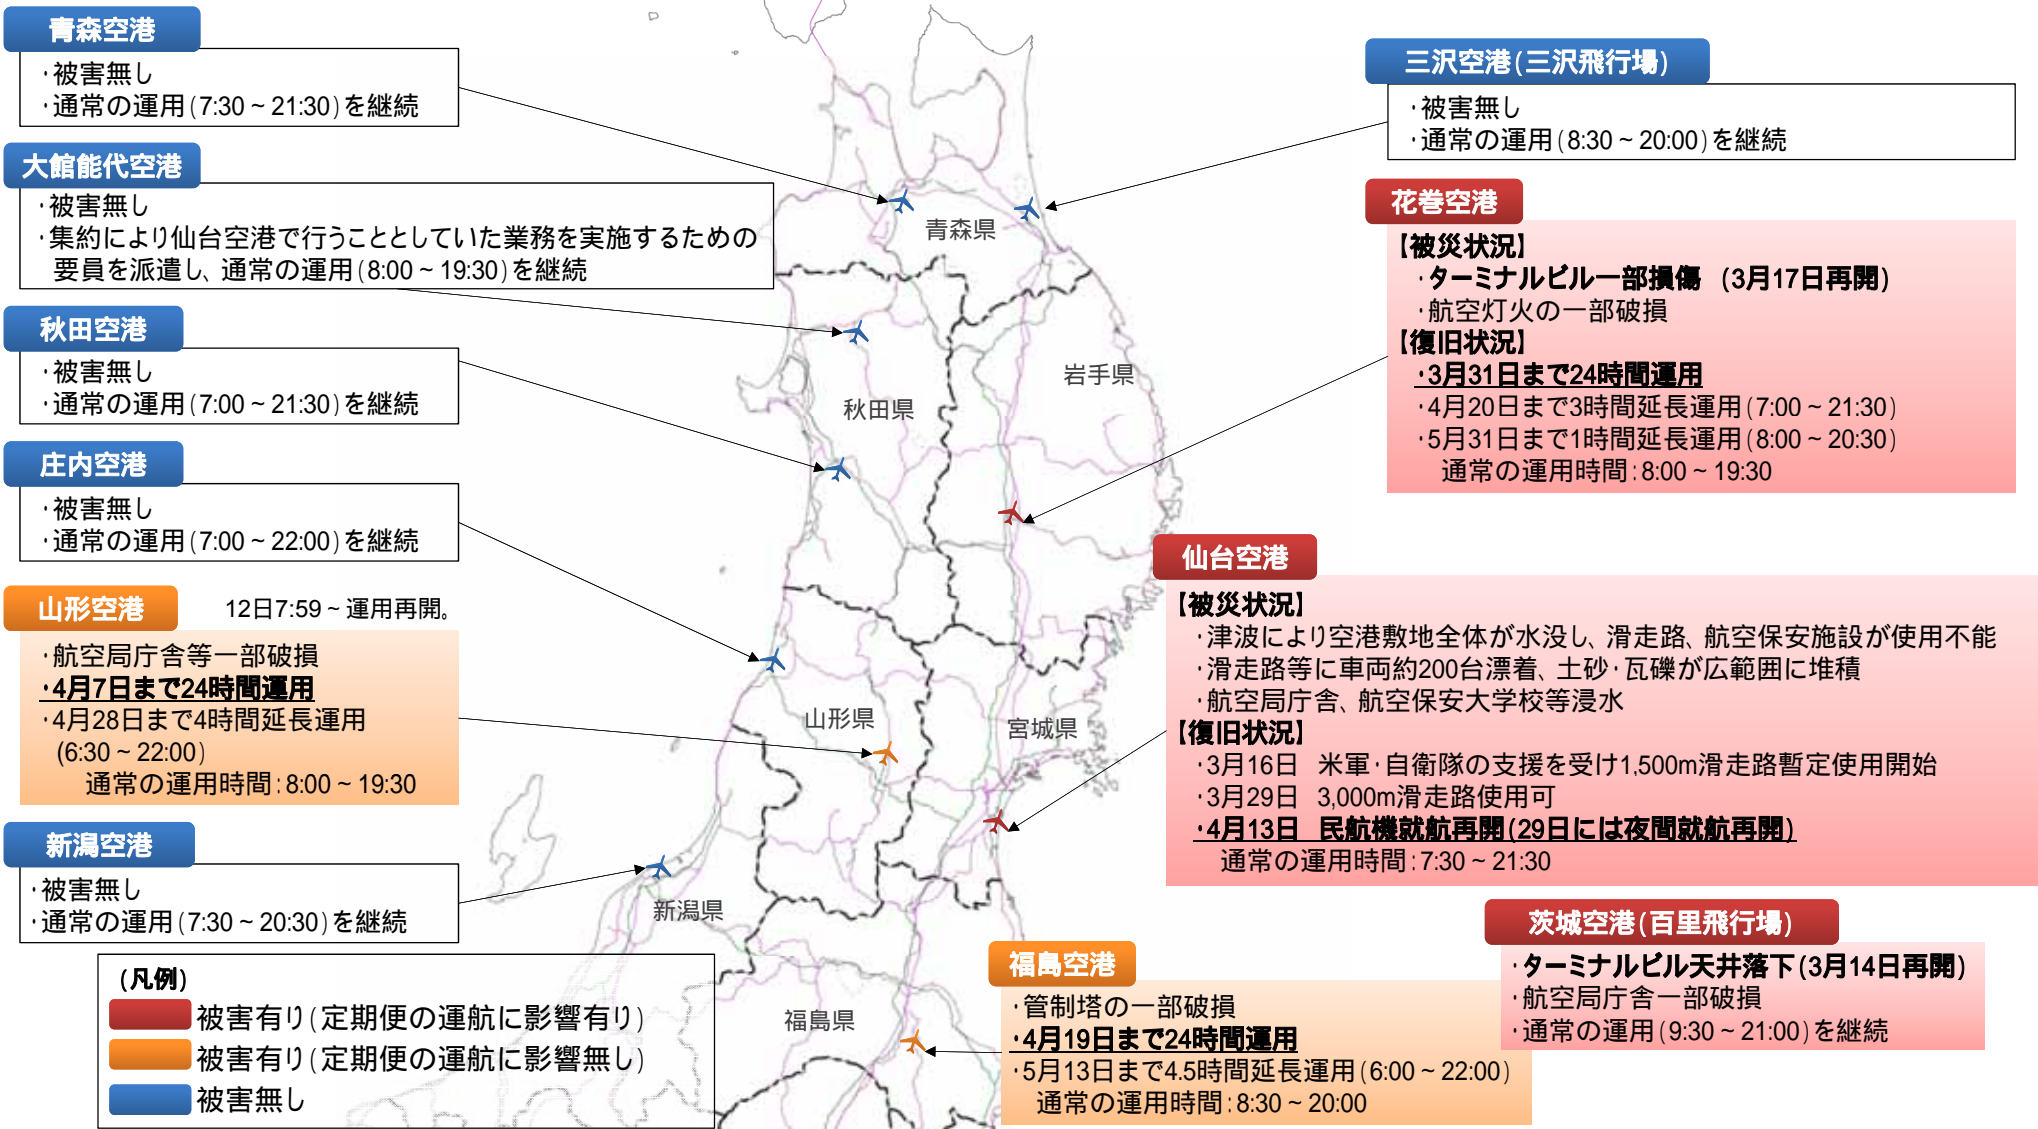 青森空港
・被害無し
・通常の運用(7:30~21:30)を継続
大館能代空港
・被害無し
・集約により仙台空港で行うこととしていた業務を実施するための
要員を派遣し、通常の運用(8:00~19:30)を継続
秋田空港
・被害無し
・通常の運用(7:00~21:30)を継続
庄内空港
・被害無し
・通常の運用(7:00~22:00)を継続
山形空港
12日7:59~運用再開。
・航空局庁舎等一部破損
・4月7日まで24時間運用
・4月28日まで4時間延長運用
(6:30~22:00)
通常の運用時間:8:00~19:30
新潟空港
・被害無し
・通常の運用(7:30~20:30)を継続
(凡例)
被害有り(定期便の運航に影響有り)
被害有り(定期便の運航に影響無し)
被害無し
青森県
岩手県
秋田県
山形県
宮城県
新潟県
福島県
三沢空港(三沢飛行場)
・被害無し
・通常の運用(8:30~20:00)を継続
花巻空港
【被災状況】
・ターミナルビル一部損傷 (3月17日再開)
・航空灯火の一部破損
【復旧状況】
・3月31日まで24時間運用
・4月20日まで3時間延長運用(7:00~21:30)
・5月31日まで1時間延長運用(8:00~20:30)
通常の運用時間:8:00~19:30
仙台空港
【被災状況】
・津波により空港敷地全体が水没し、滑走路、航空保安施設が使用不能
・滑走路等に車両約200台漂着、土砂・瓦礫が広範囲に堆積
・航空局庁舎、航空保安大学校等浸水
【復旧状況】
・3月16日 米軍・自衛隊の支援を受け1,500m滑走路暫定使用開始
・3月29日 3,000m滑走路使用可
・4月13日 民航機就航再開(29日には夜間就航再開)
通常の運用時間:7:30~21:30
茨城空港(百里飛行場)
・ターミナルビル天井落下(3月14日再開)
・航空局庁舎一部破損
・通常の運用(9:30~21:00)を継続
福島空港
・管制塔の一部破損
・4月19日まで24時間運用
・5月13日まで4.5時間延長運用(6:00~22:00)
通常の運用時間:8:30~20:00